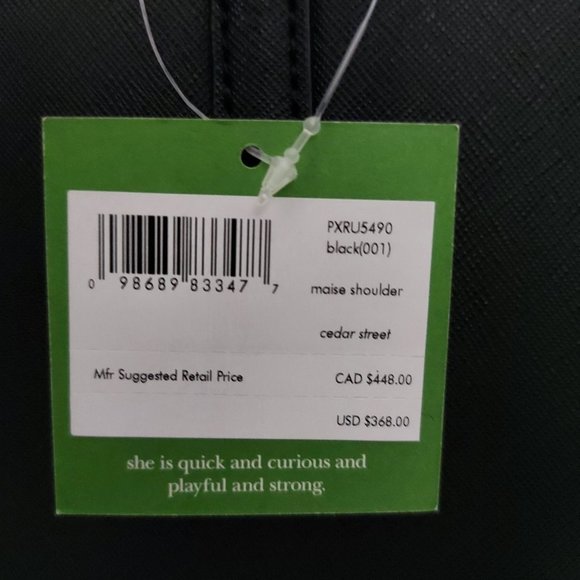 PXRU5490
black(001)
0 98689 83347 7
maise shoulder
cedar street
Mfr Suggested Retail Price CAD $448.00
USD $368.00
she is quick and curious and
playful and strong.